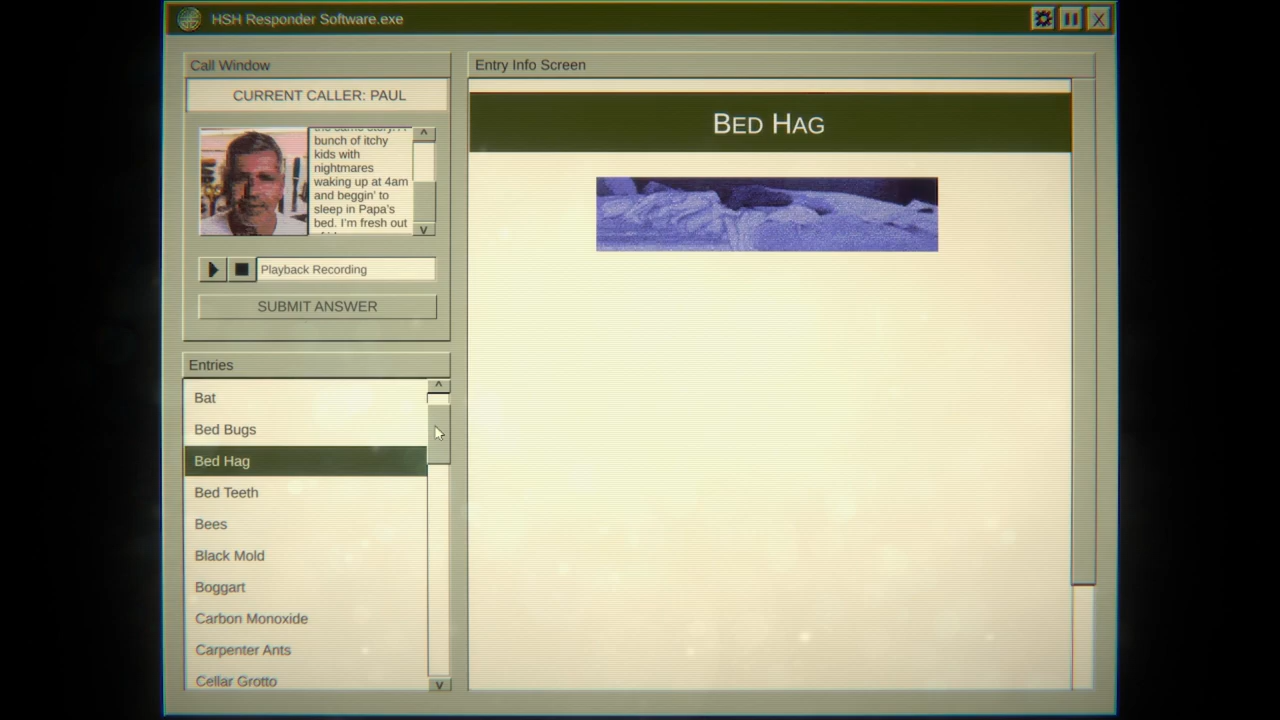 HSH Responder Software.exe
Call Window
CURRENT CALLER: PAUL
bunch of itchy
kids with
nightmares
waking up at 4am
and beggin' to
sleep in Papa's
bed. I'm fresh out
Playback Recording
SUBMIT ANSWER
Entries
Bat
Bed Bugs
Bed Hag
Bed Teeth
Bees
Black Mold
Boggart
Carbon Monoxide
Carpenter Ants
Cellar Grotto
Entry Info Screen
BED HAG